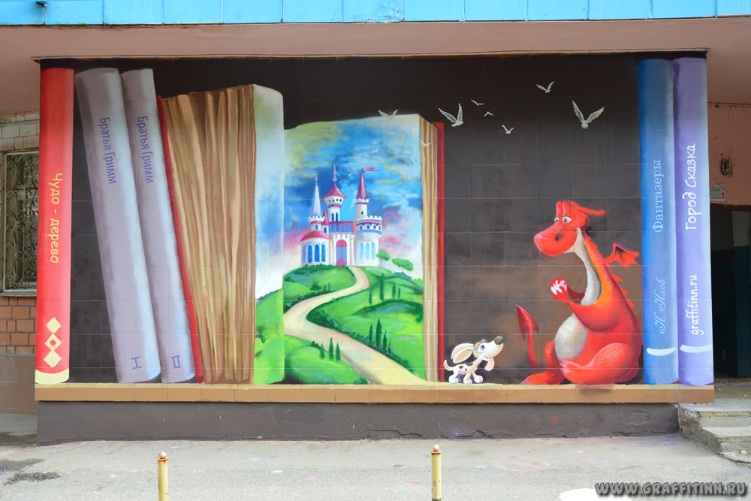 Чудо - дерево
Братья Гримм
I
Братья Гримм
II
Н. Носов
Фантазеры
graffitinn.ru
Город Сказка
WWW.GRAFFITINN.RU